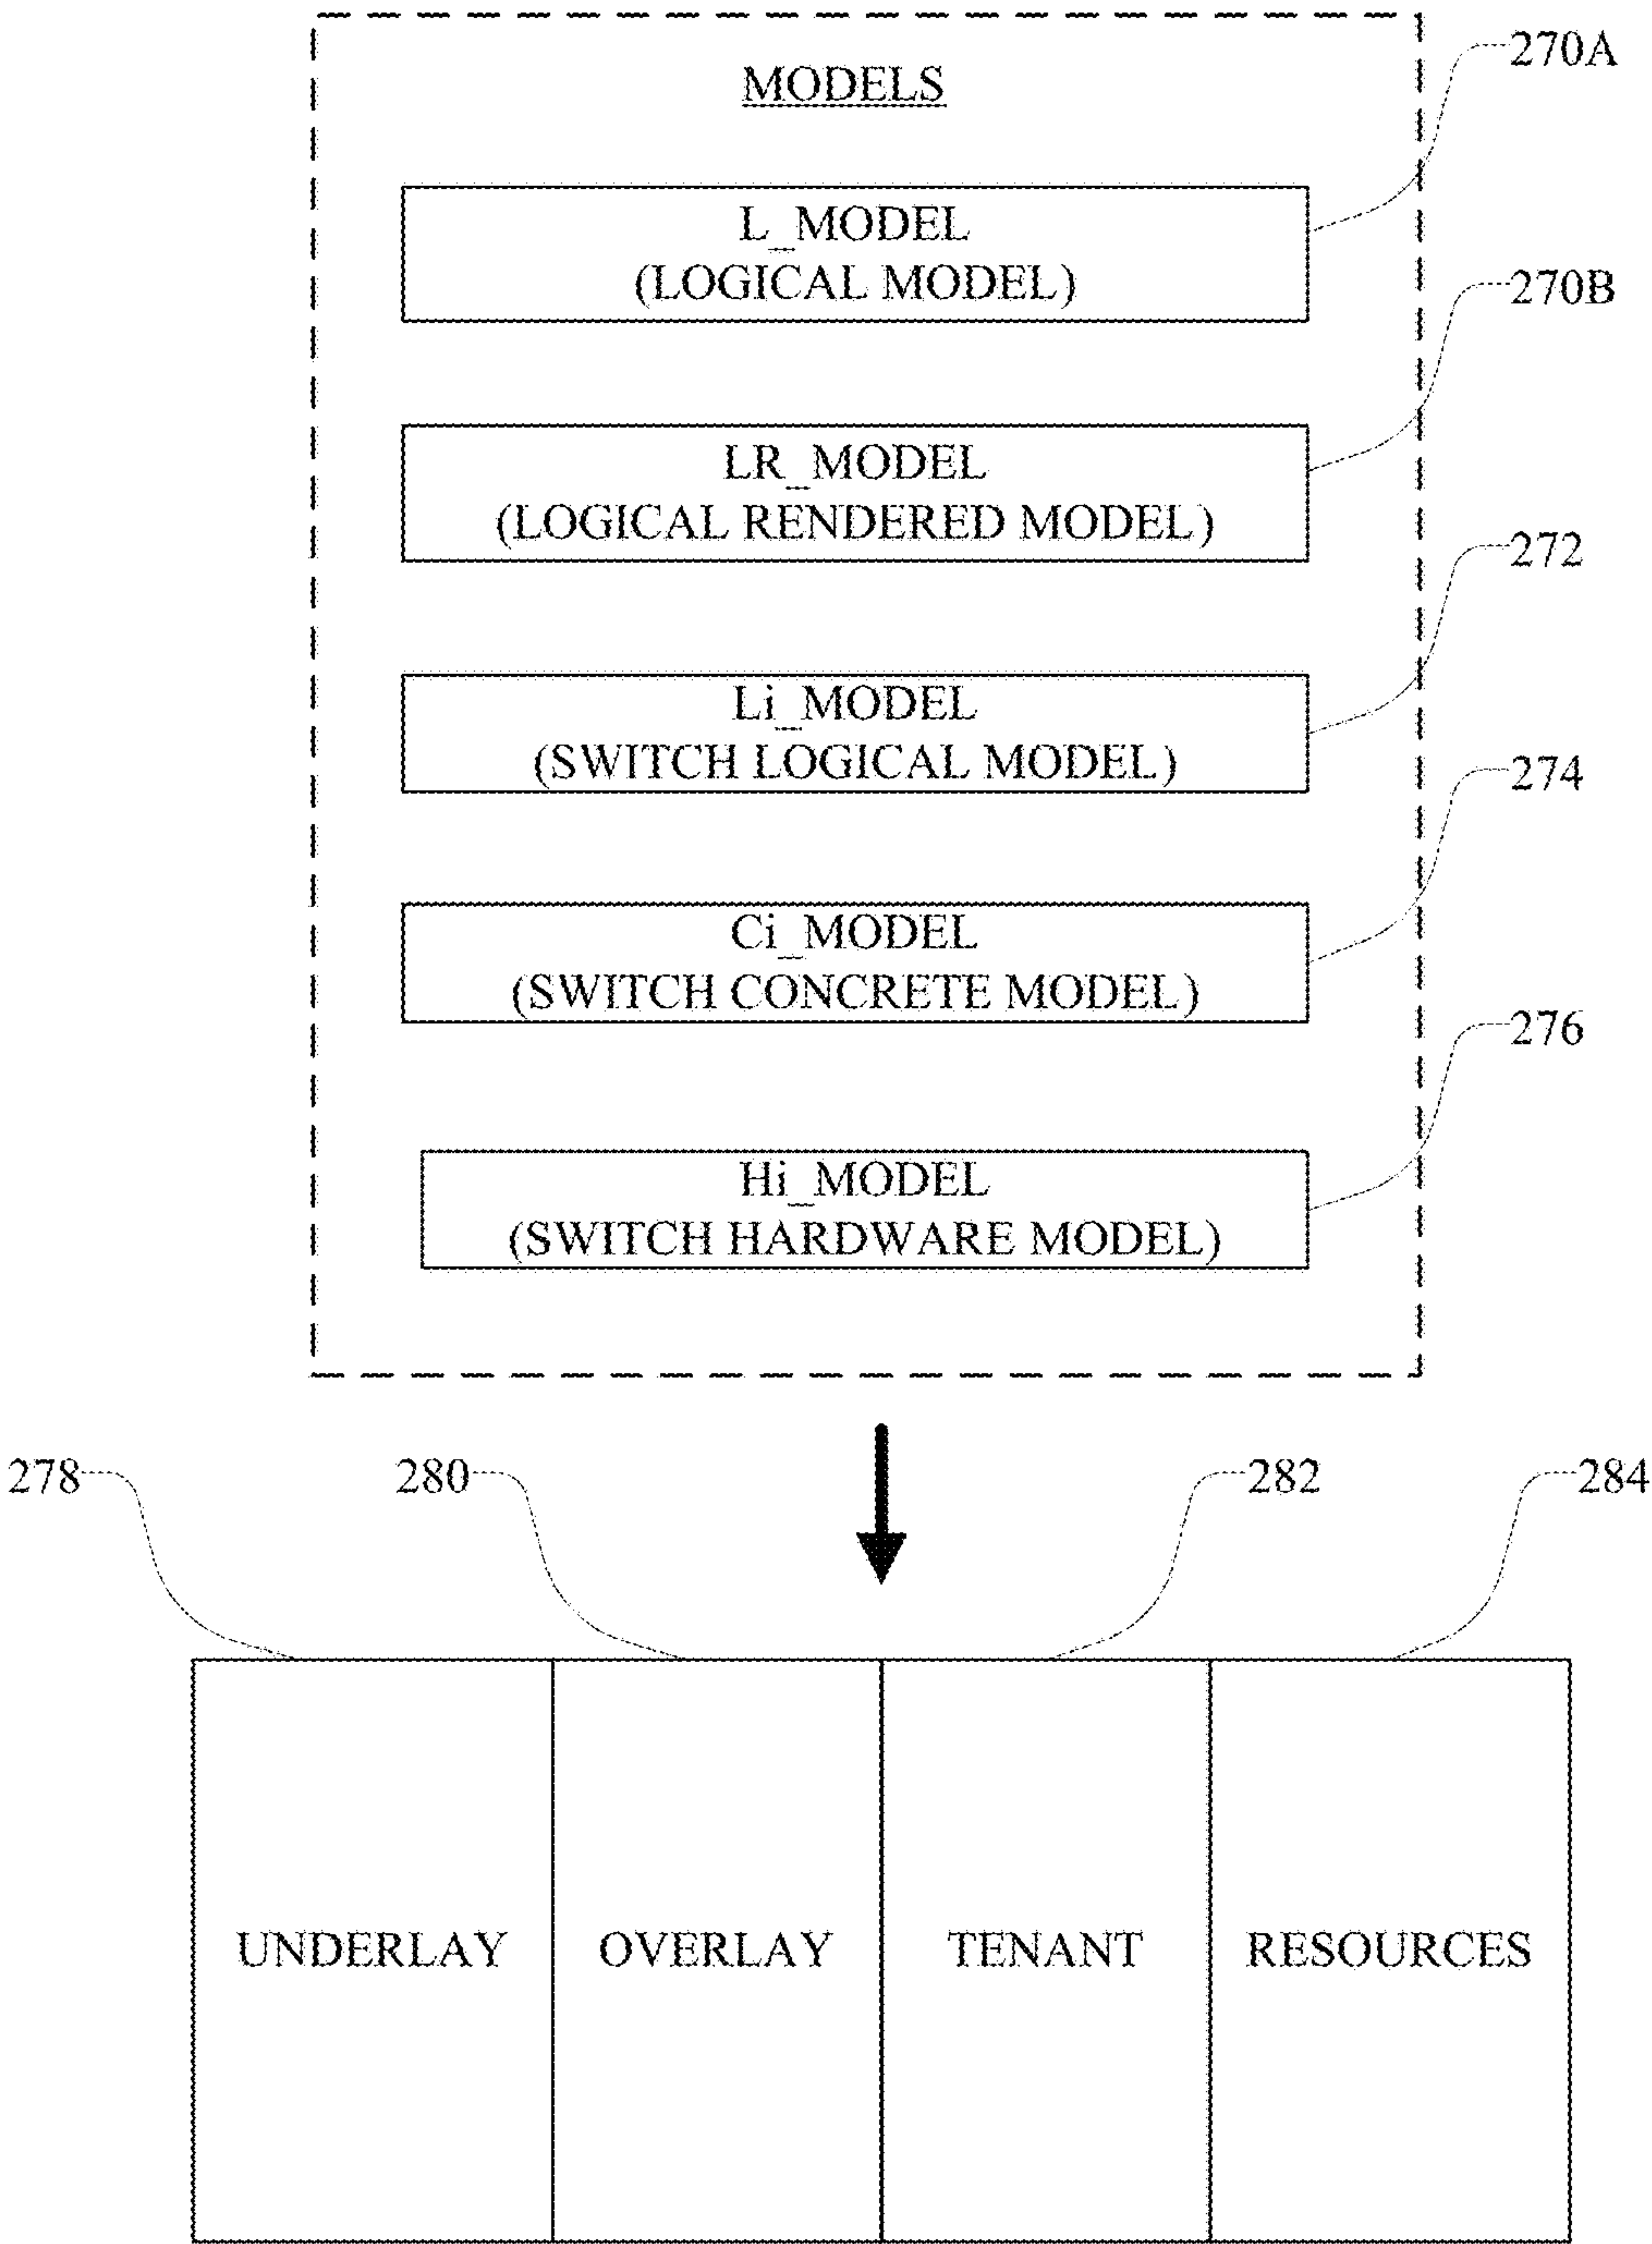 MODELS
270A
L_MODEL
(LOGICAL MODEL)
270B
LR_MODEL
(LOGICAL RENDERED MODEL)
272
Li_MODEL
(SWITCH LOGICAL MODEL)
274
Ci_MODEL
(SWITCH CONCRETE MODEL)
276
Hi_MODEL
(SWITCH HARDWARE MODEL)
278 280 282 284
UNDERLAY OVERLAY TENANT RESOURCES